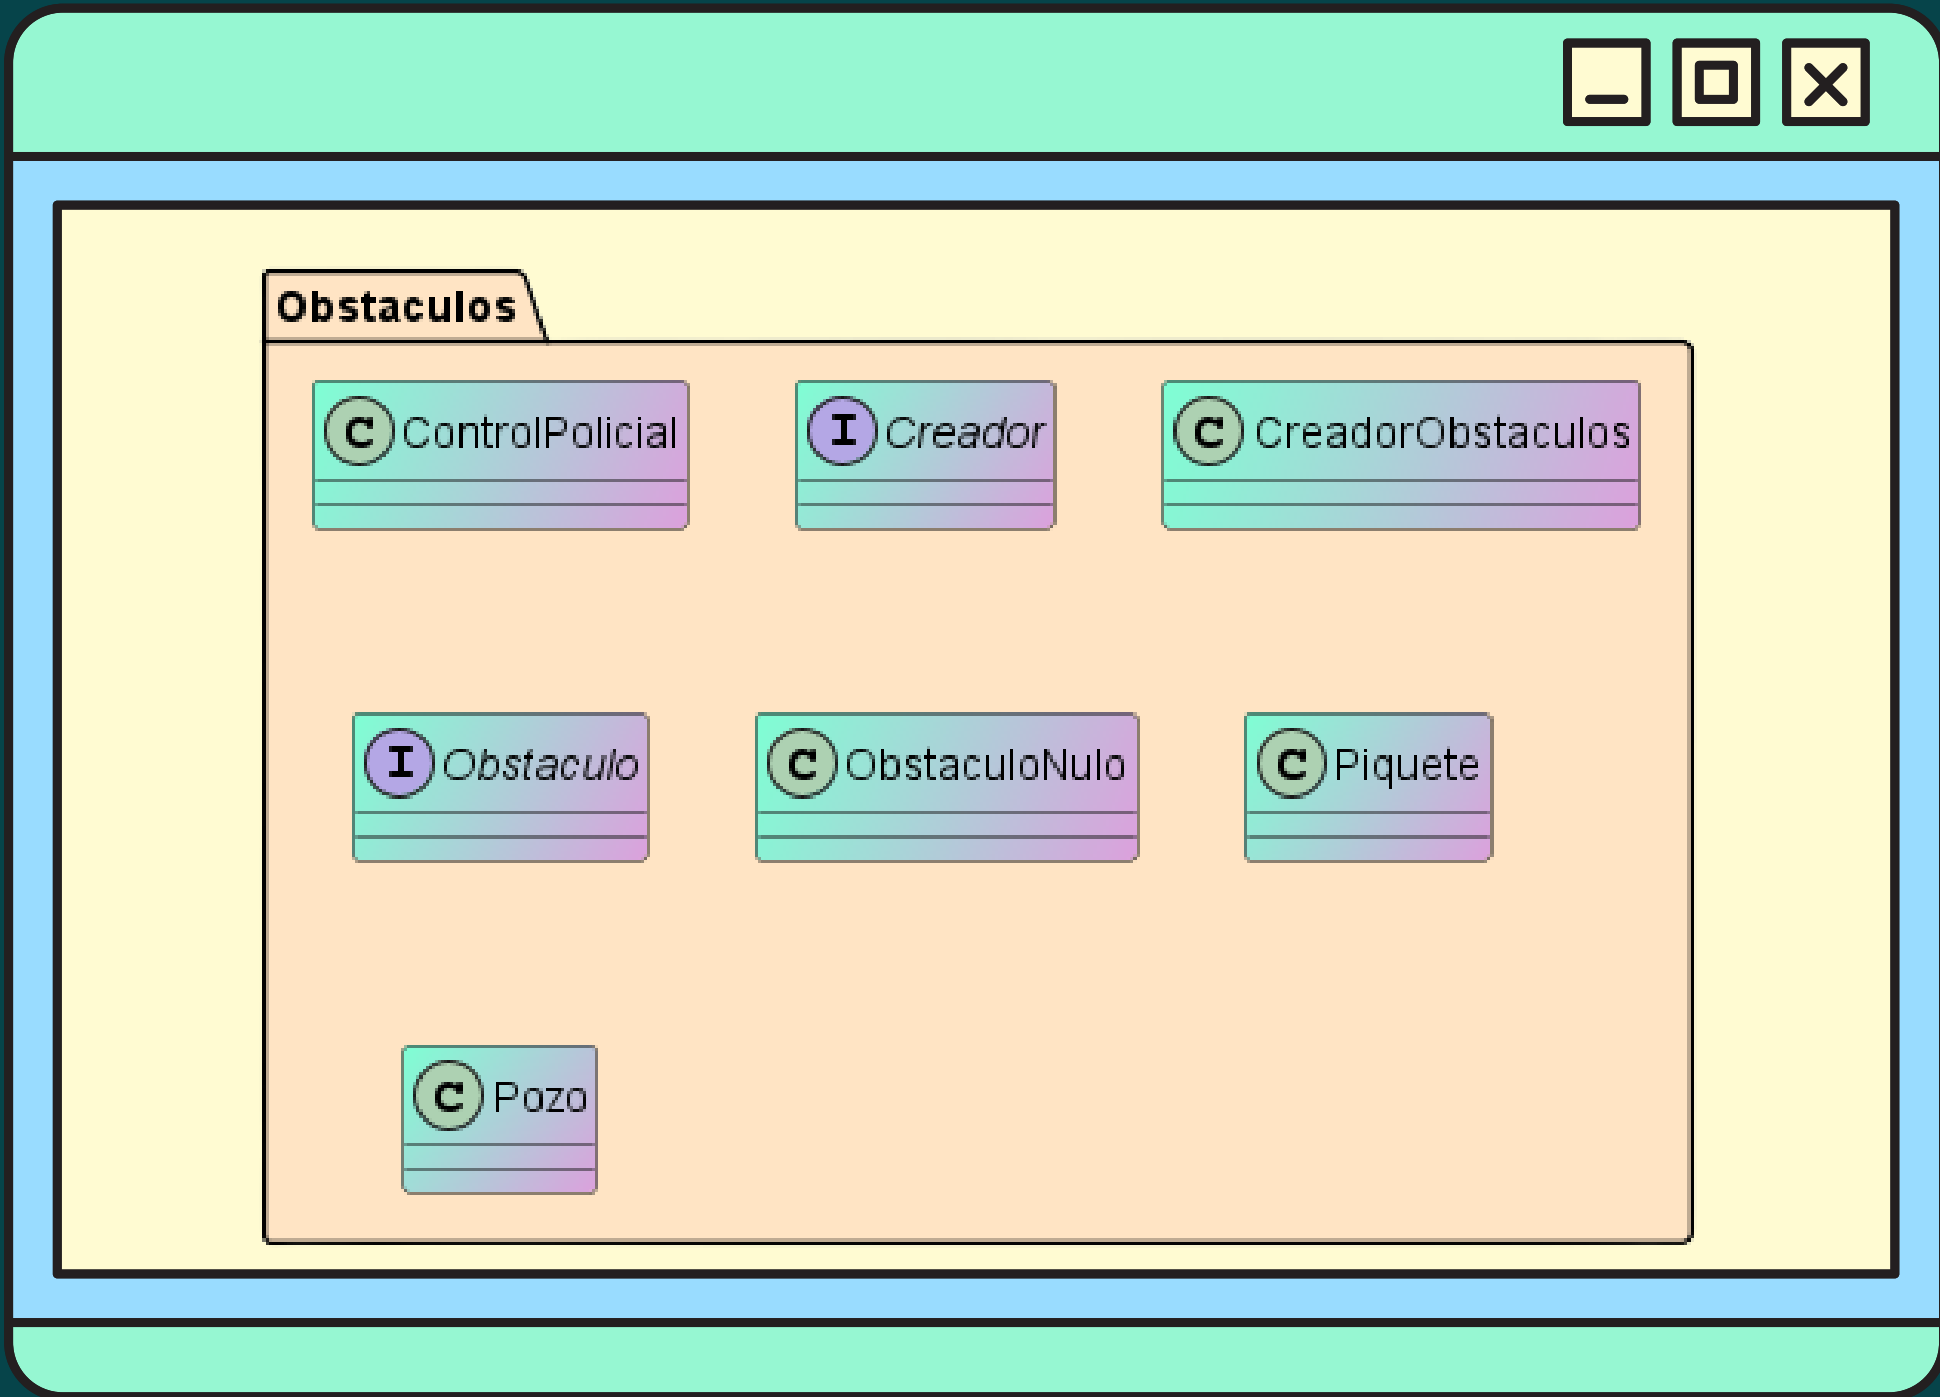 Obstaculos
C ControlPolicial
I Creador
C CreadorObstaculos
I Obstaculo
C ObstaculoNulo
C Piquete
C Pozo